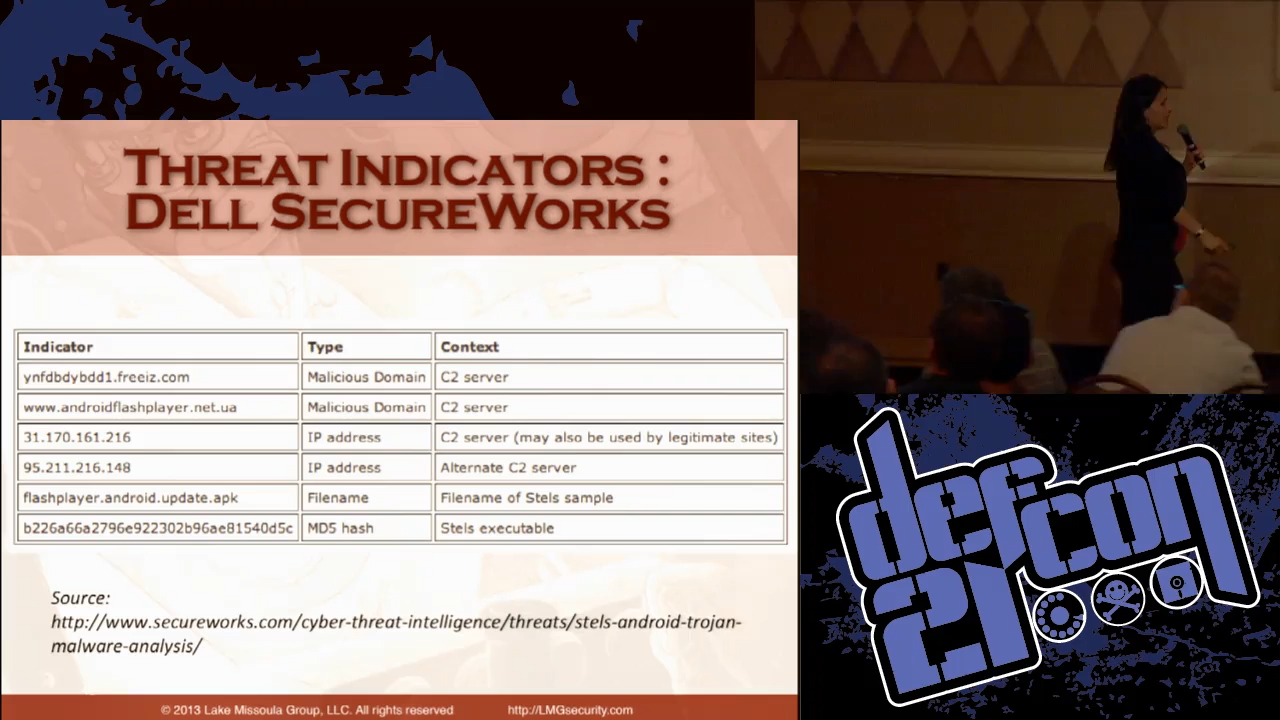 THREAT INDICATORS :
DELL SECUREWORKS
Indicator Type Context
ynfdbdybdd1.freeiz.com Malicious Domain C2 server
www.androidflashplayer.net.ua Malicious Domain C2 server
31.170.161.216 IP address C2 server (may also be used by legitimate sites)
95.211.216.148 IP address Alternate C2 server
flashplayer.android.update.apk Filename Filename of Stels sample
b226a66a2796e922302b96ae81540d5c MD5 hash Stels executable
Source:
http://www.secureworks.com/cyber-threat-intelligence/threats/stels-android-trojan-
malware-analysis/
© 2013 Lake Missoula Group, LLC. All rights reserved http://LMGsecurity.com
defcon
21